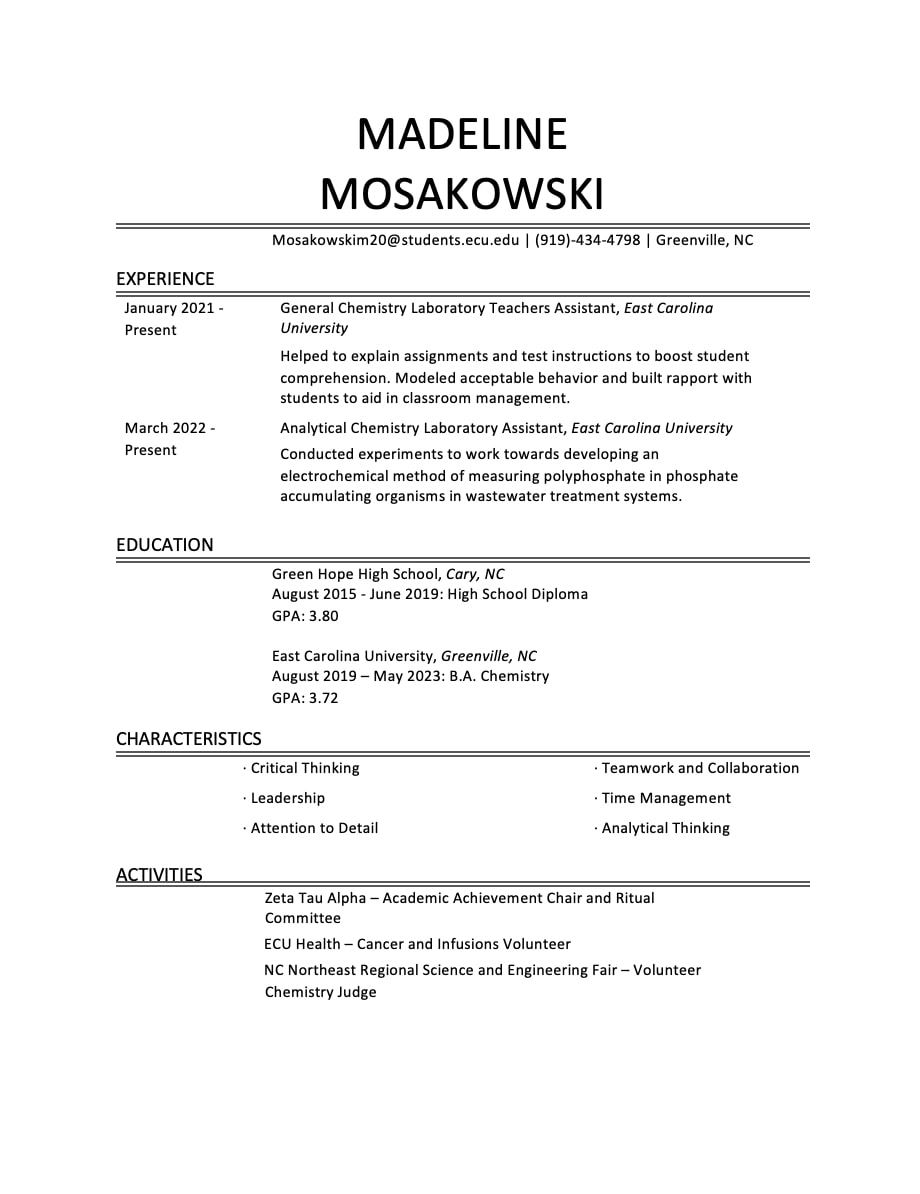 MADELINE
MOSAKOWSKI
Mosakowskim20@students.ecu.edu | (919)-434-4798 | Greenville, NC
EXPERIENCE
January 2021 -
Present
General Chemistry Laboratory Teachers Assistant, East Carolina
University
Helped to explain assignments and test instructions to boost student
comprehension. Modeled acceptable behavior and built rapport with
students to aid in classroom management.
March 2022 -
Present
Analytical Chemistry Laboratory Assistant, East Carolina University
Conducted experiments to work towards developing an
electrochemical method of measuring polyphosphate in phosphate
accumulating organisms in wastewater treatment systems.
EDUCATION
Green Hope High School, Cary, NC
August 2015 - June 2019: High School Diploma
GPA: 3.80
East Carolina University, Greenville, NC
August 2019 – May 2023: B.A. Chemistry
GPA: 3.72
CHARACTERISTICS
· Critical Thinking
· Leadership
· Attention to Detail
· Teamwork and Collaboration
· Time Management
· Analytical Thinking
ACTIVITIES
Zeta Tau Alpha – Academic Achievement Chair and Ritual
Committee
ECU Health – Cancer and Infusions Volunteer
NC Northeast Regional Science and Engineering Fair – Volunteer
Chemistry Judge